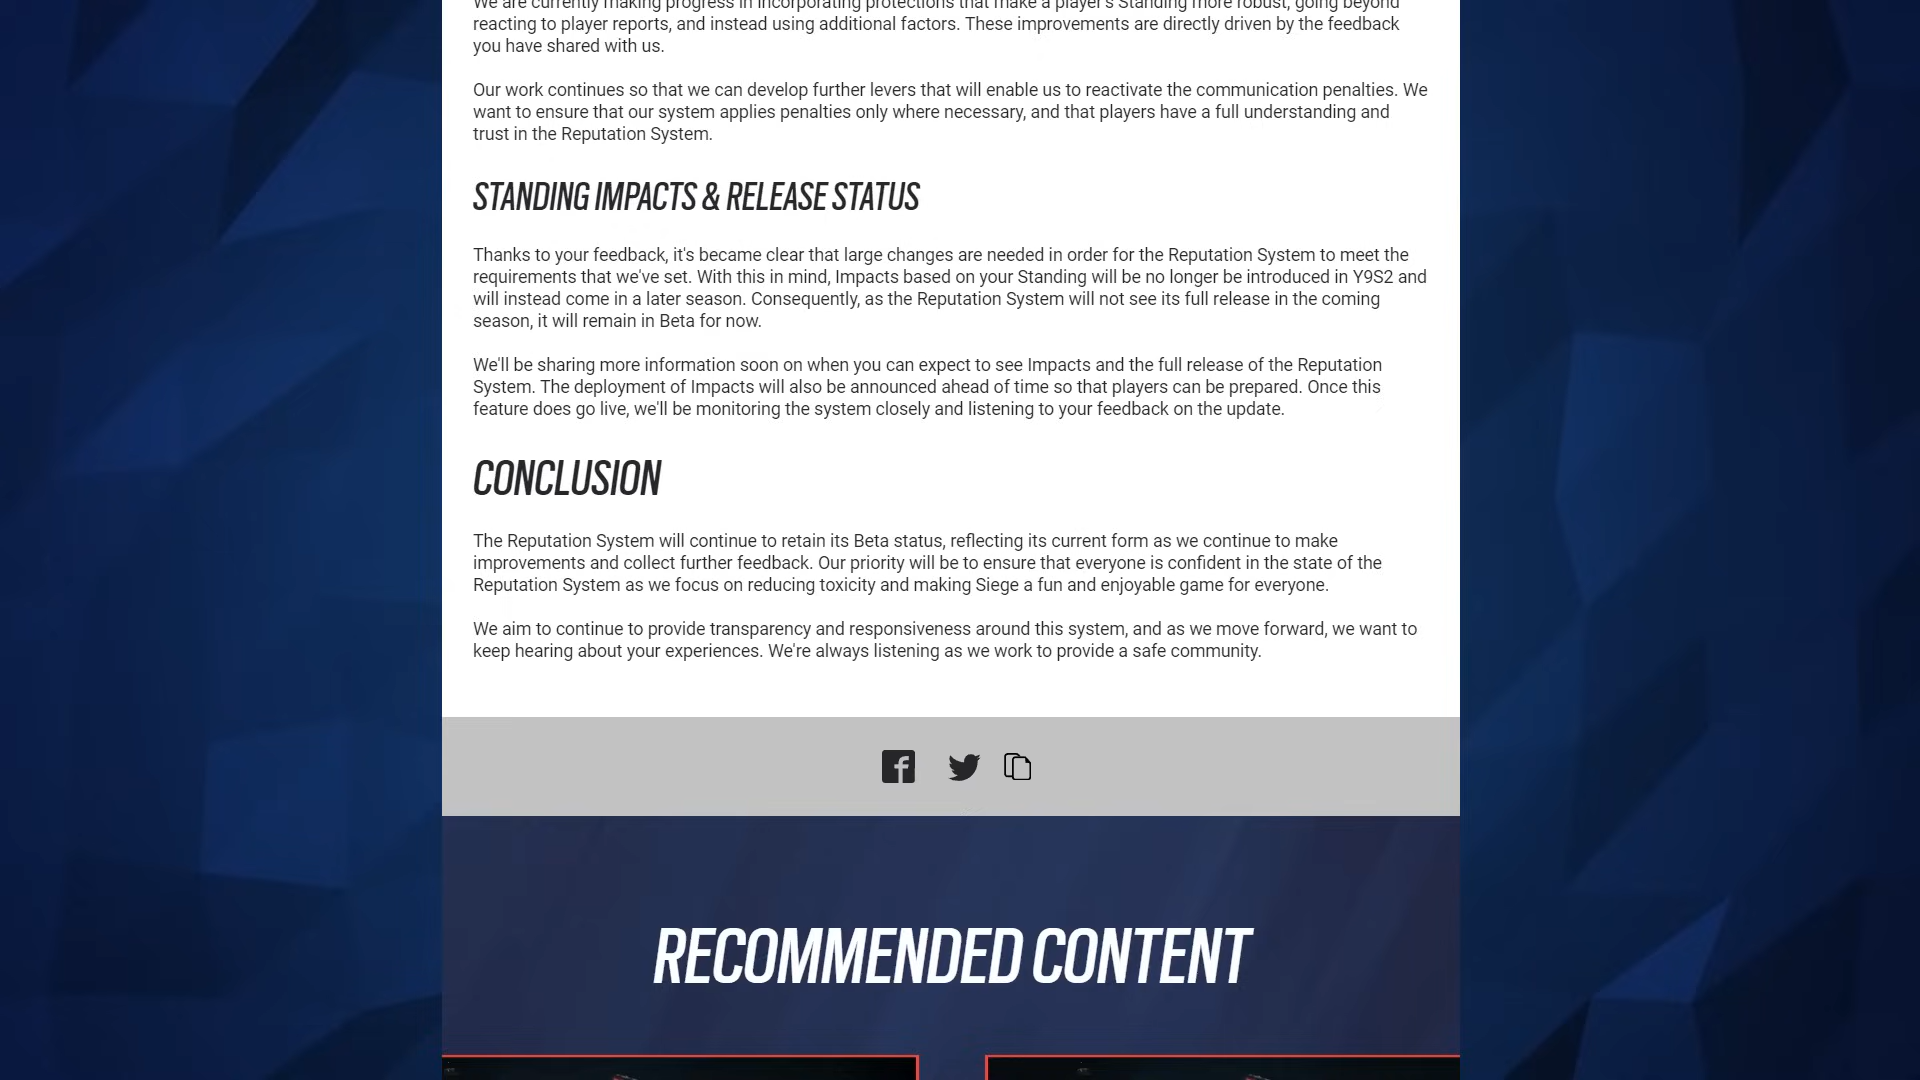 We are currently making progress in incorporating protections that make a player's Standing more robust, going beyond
reacting to player reports, and instead using additional factors. These improvements are directly driven by the feedback
you have shared with us.
Our work continues so that we can develop further levers that will enable us to reactivate the communication penalties. We
want to ensure that our system applies penalties only where necessary, and that players have a full understanding and
trust in the Reputation System.
STANDING IMPACTS & RELEASE STATUS
Thanks to your feedback, it's became clear that large changes are needed in order for the Reputation System to meet the
requirements that we've set. With this in mind, Impacts based on your Standing will be no longer be introduced in Y9S2 and
will instead come in a later season. Consequently, as the Reputation System will not see its full release in the coming
season, it will remain in Beta for now.
We'll be sharing more information soon on when you can expect to see Impacts and the full release of the Reputation
System. The deployment of Impacts will also be announced ahead of time so that players can be prepared. Once this
feature does go live, we'll be monitoring the system closely and listening to your feedback on the update.
CONCLUSION
The Reputation System will continue to retain its Beta status, reflecting its current form as we continue to make
improvements and collect further feedback. Our priority will be to ensure that everyone is confident in the state of the
Reputation System as we focus on reducing toxicity and making Siege a fun and enjoyable game for everyone.
We aim to continue to provide transparency and responsiveness around this system, and as we move forward, we want to
keep hearing about your experiences. We're always listening as we work to provide a safe community.
RECOMMENDED CONTENT